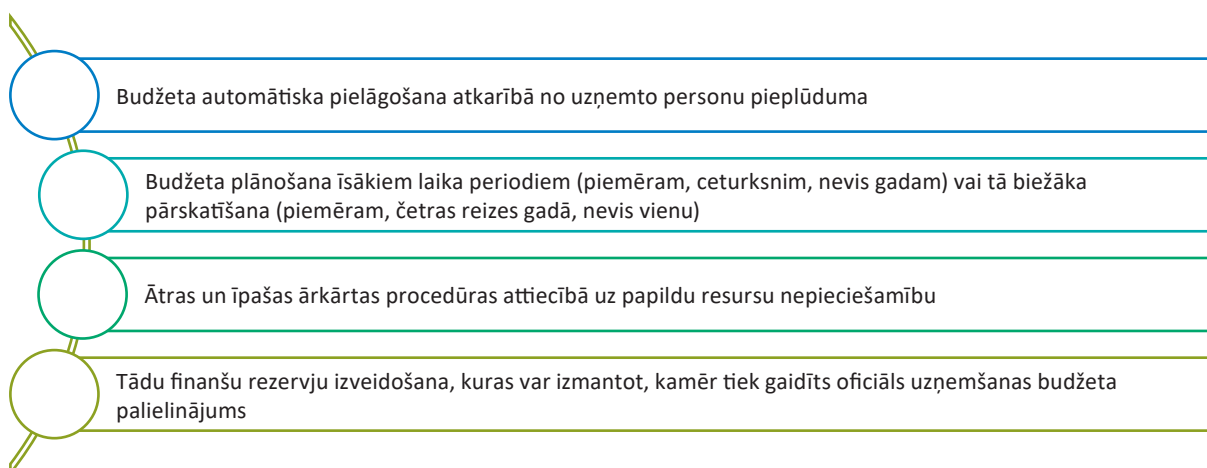 Budžeta automātiska pielāgošana atkarībā no uzņemto personu pieplūduma
Budžeta plānošana īsākiem laika periodiem (piemēram, ceturksnim, nevis gadam) vai tā biežāka
pārskatīšana (piemēram, četras reizes gadā, nevis vienu)
Ātras un īpašas ārkārtas procedūras attiecībā uz papildu resursu nepieciešamību
Tādu finanšu rezervju izveidošana, kuras var izmantot, kamēr tiek gaidīts oficiāls uzņemšanas budžeta
palielinājums